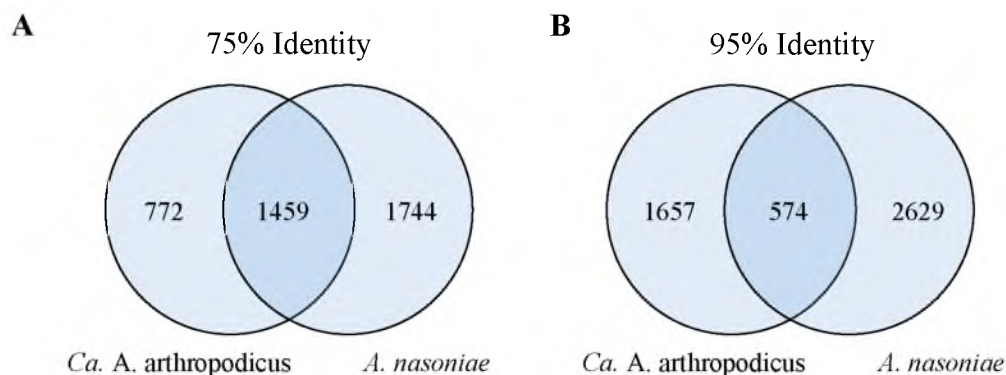 A
75% Identity
772
1459
1744
Ca. A. arthropodicus
A. nasoniae
B
95% Identity
1657
574
2629
Ca. A. arthropodicus
A. nasoniae